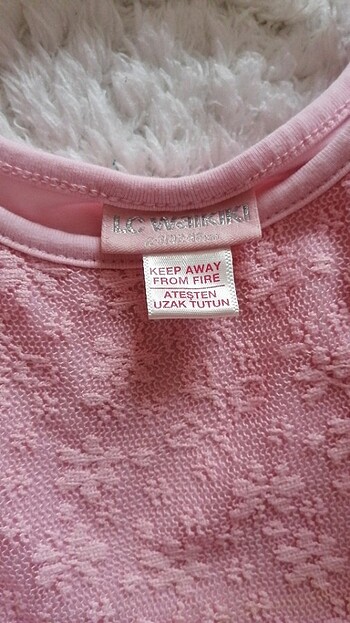 LC WAIKIKI
KEEP AWAY
FROM FIRE
ATEŞTEN
UZAK TUTUN